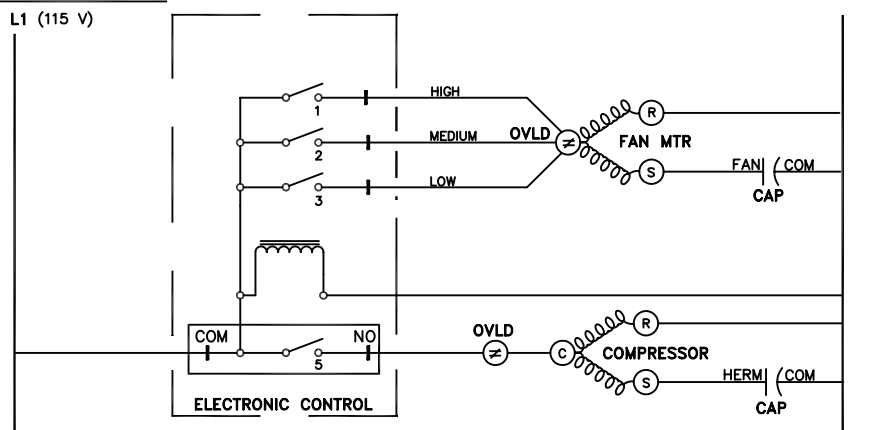 L1 (115 V)
1
HIGH
2
MEDIUM
OVLD
3
LOW
R
FAN MTR
S
FAN
COM
CAP
COM
NO
5
ELECTRONIC CONTROL
OVLD
C
R
COMPRESSOR
S
HERM
COM
CAP